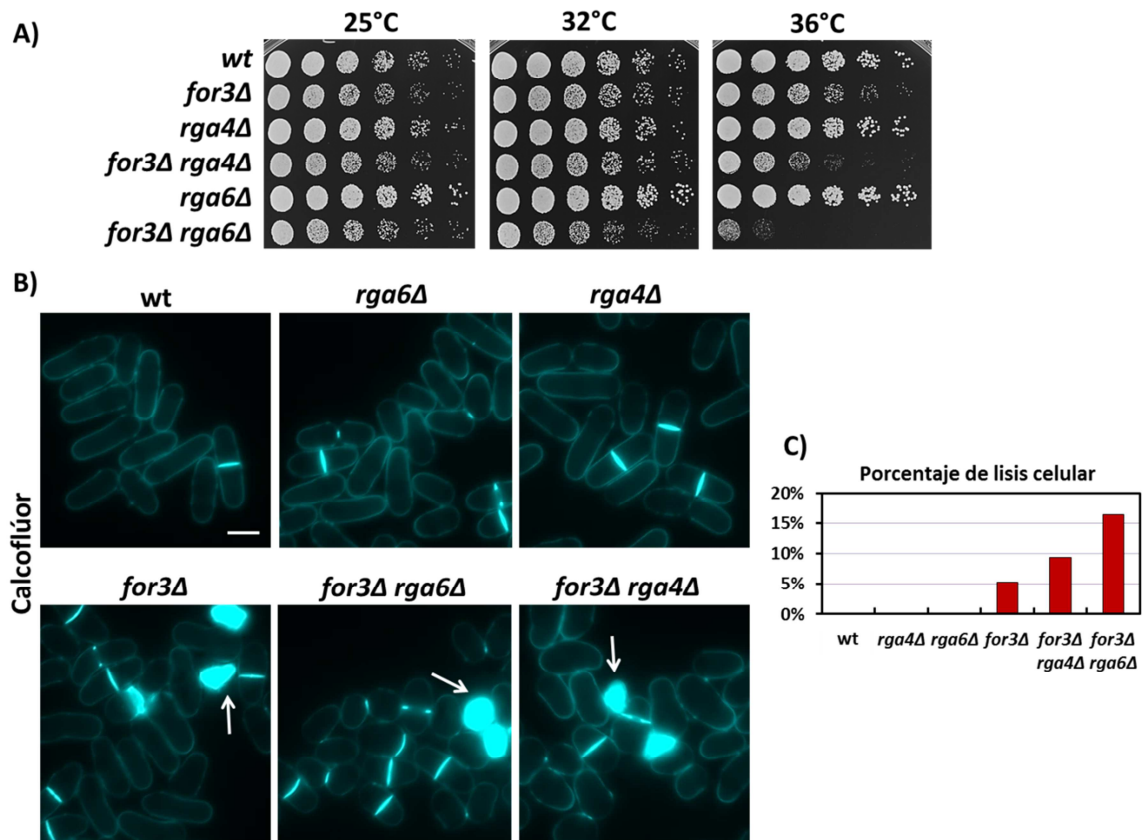 A)
25°C 32°C 36°C
wt
for3Δ
rga4Δ
for3Δ rga4Δ
rga6Δ
for3Δ rga6Δ
B)
wt rga6Δ rga4Δ
Calcoflúor
for3Δ for3Δ rga6Δ for3Δ rga4Δ
C)
Porcentaje de lisis celular
20%
15%
10%
5%
0%
wt rga4Δ rga6Δ for3Δ for3Δ for3Δ
rga4Δ rga6Δ